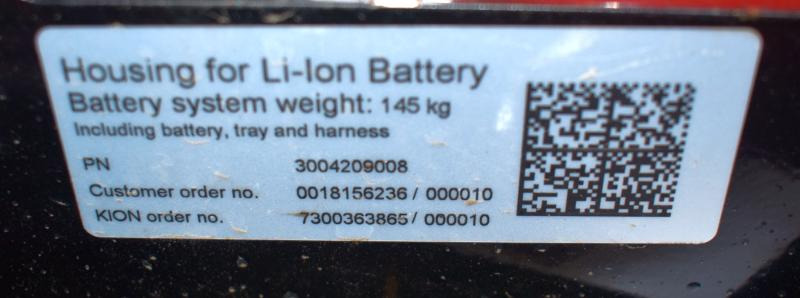 Housing for Li-Ion Battery
Battery system weight: 145 kg
Including battery, tray and harness
PN 3004209008
Customer order no. 0018156236 / 000010
KION order no. 7300363865 / 000010